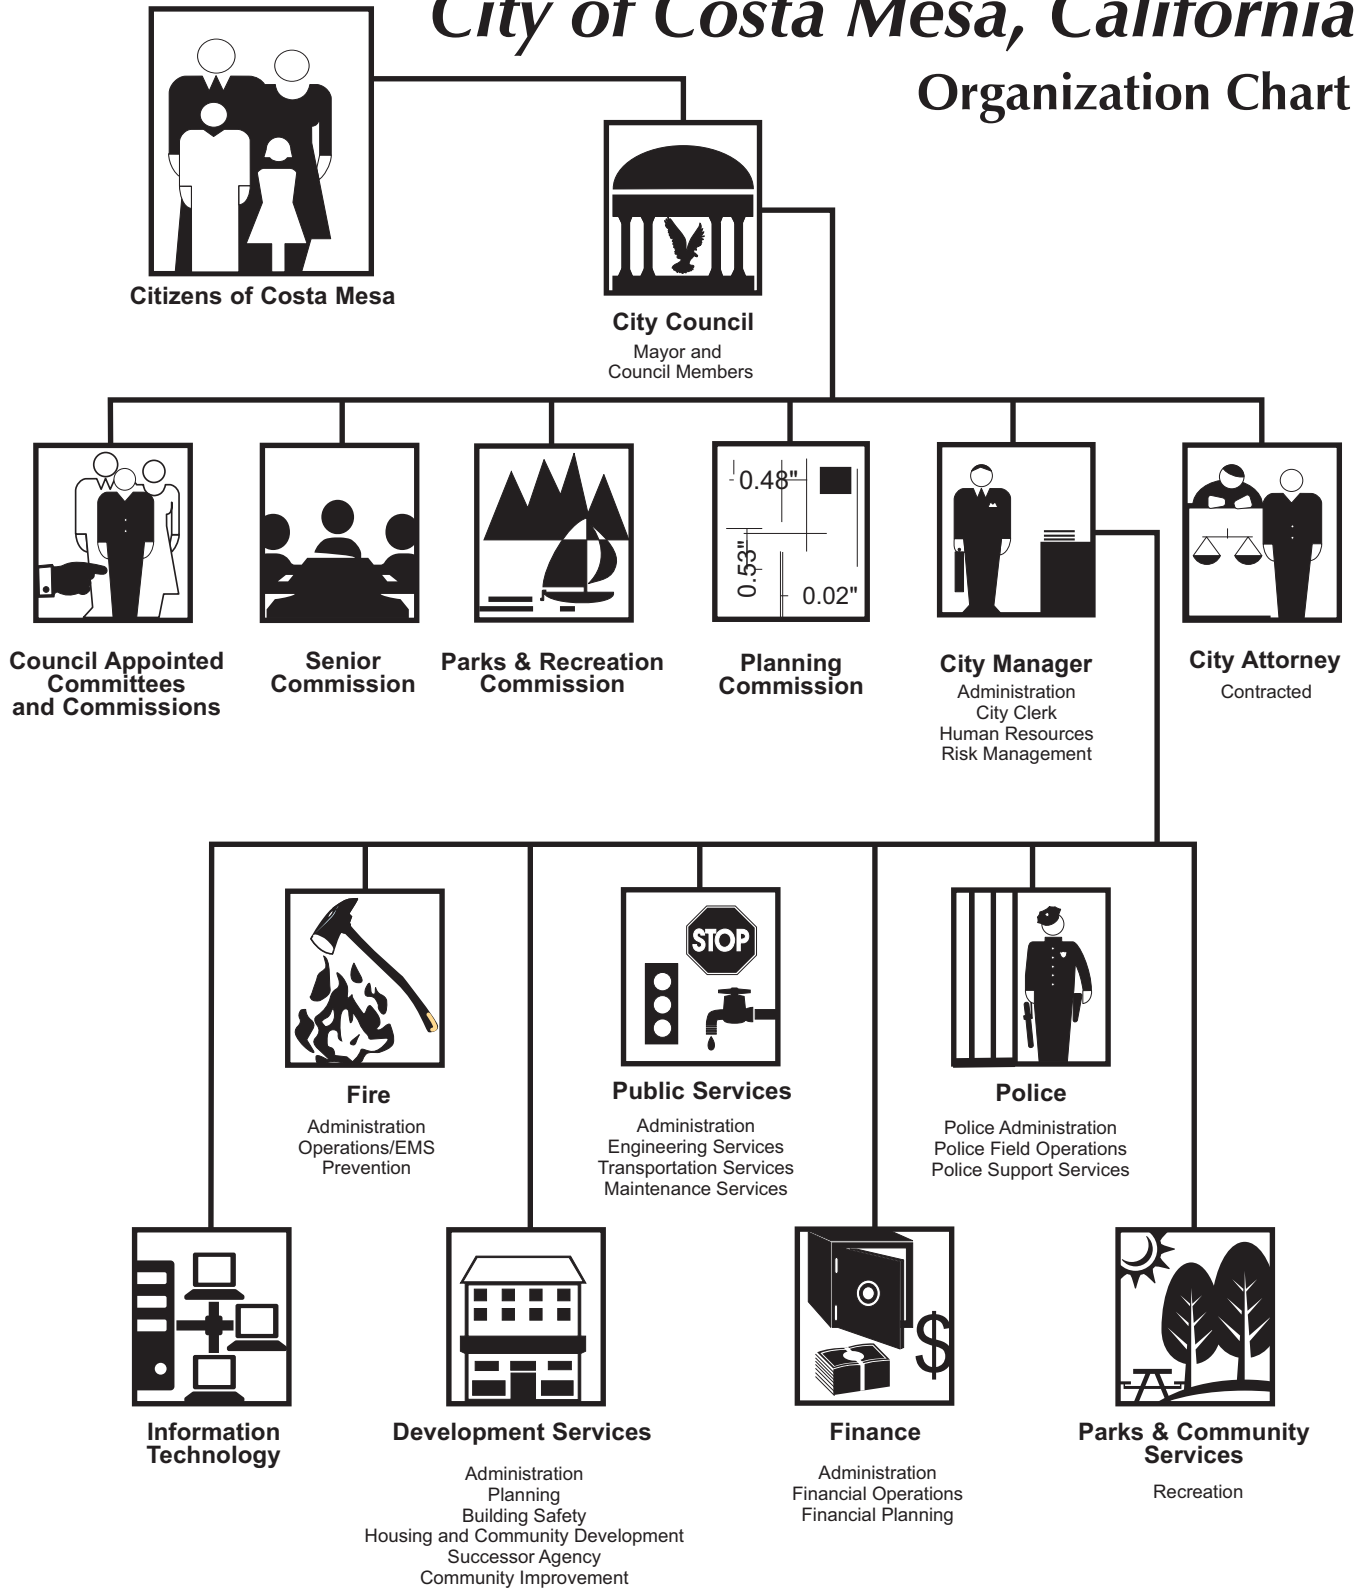 City of Costa Mesa, California
Organization Chart
Citizens of Costa Mesa
City Council
Mayor and
Council Members
Council Appointed
Committees
and Commissions
Senior
Commission
Parks & Recreation
Commission
0.48"
0.53"
0.02"
Planning
Commission
City Manager
Administration
City Clerk
Human Resources
Risk Management
City Attorney
Contracted
Fire
Administration
Operations/EMS
Prevention
STOP
Public Services
Administration
Engineering Services
Transportation Services
Maintenance Services
Police
Police Administration
Police Field Operations
Police Support Services
Information
Technology
Development Services
Administration
Planning
Building Safety
Housing and Community Development
Successor Agency
Community Improvement
$
Finance
Administration
Financial Operations
Financial Planning
Parks & Community
Services
Recreation